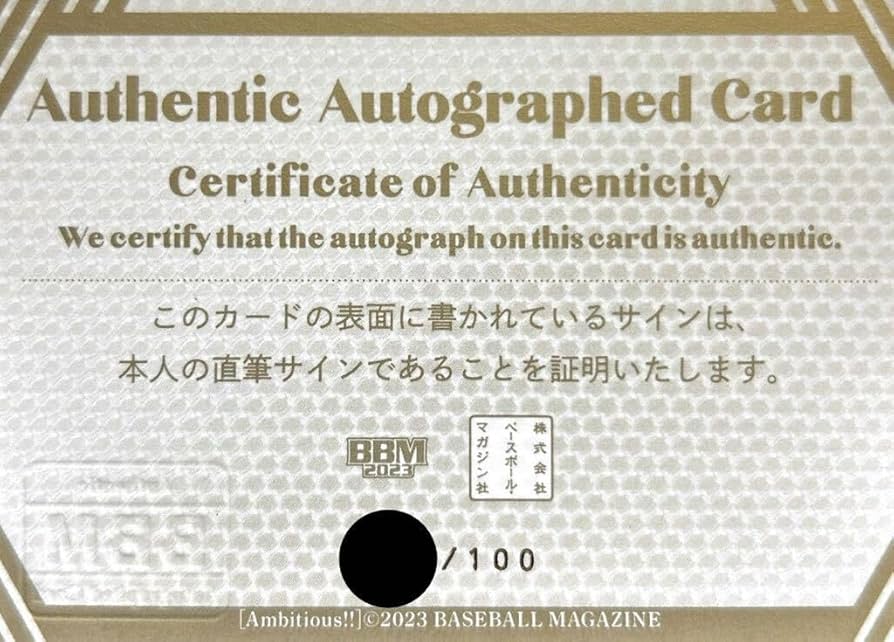 Authentic Autographed Card
Certificate of Authenticity
We certify that the autograph on this card is authentic.
このカードの表面に書かれているサインは、
本人の直筆サインであることを証明いたします。
BBM
2023
株式会社
ベースボール・
マガジン社
/100
[Ambitious!!]©2023 BASEBALL MAGAZINE